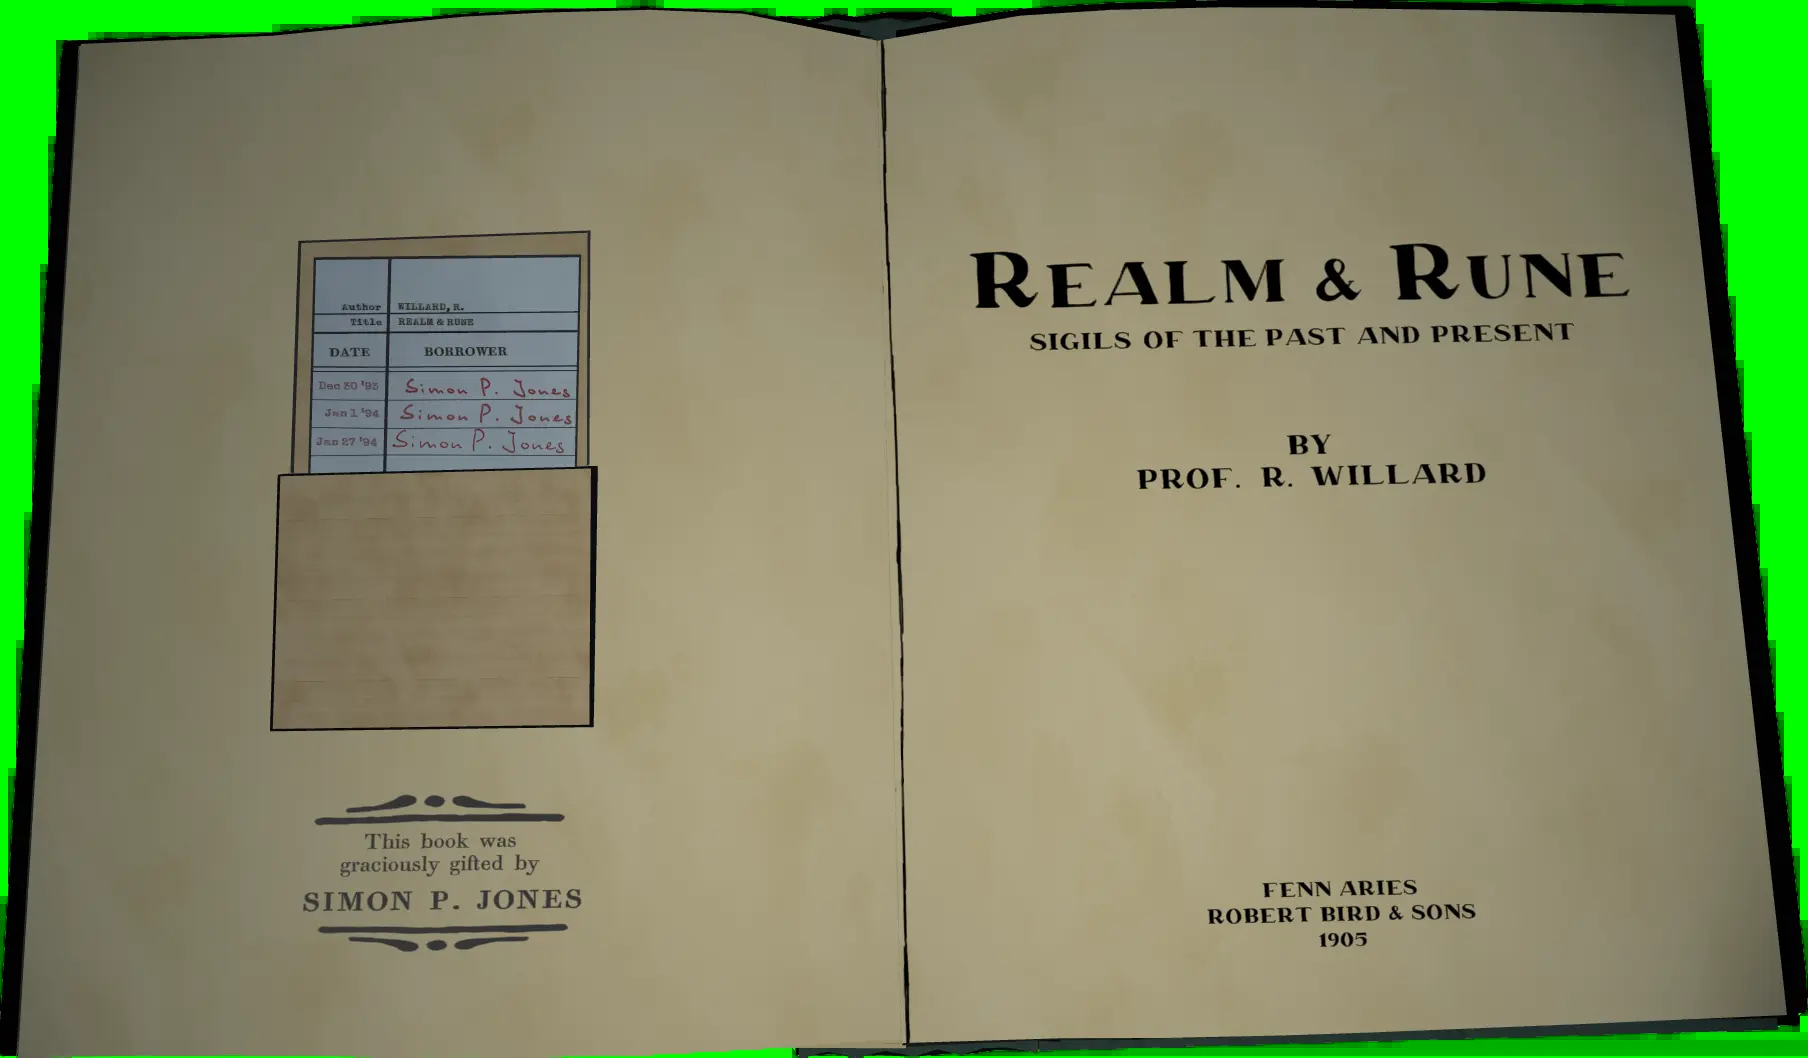 Author WILLARD, R.
Title REALM & RUNE
DATE BORROWER
Dec 30 '93 Simon P. Jones
Jan 1 '94 Simon P. Jones
Jan 27 '94 Simon P. Jones
This book was
graciously gifted by
SIMON P. JONES
REALM & RUNE
SIGILS OF THE PAST AND PRESENT
BY
PROF. R. WILLARD
FENN ARIES
ROBERT BIRD & SONS
1905